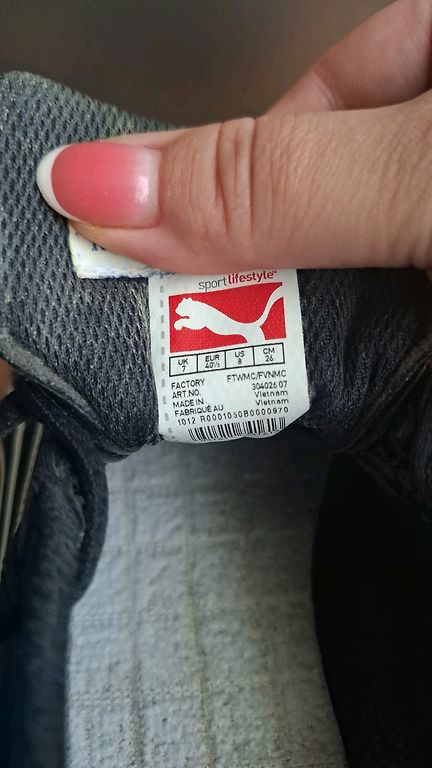 sportlifestyle™
UK EUR US CM
7 40½ 8 26
FACTORY FTWMC/FVNMC
ART.NO. 304026 07
MADE IN Vietnam
FABRIQUÉ AU Vietnam
1012 R0001050B0000970